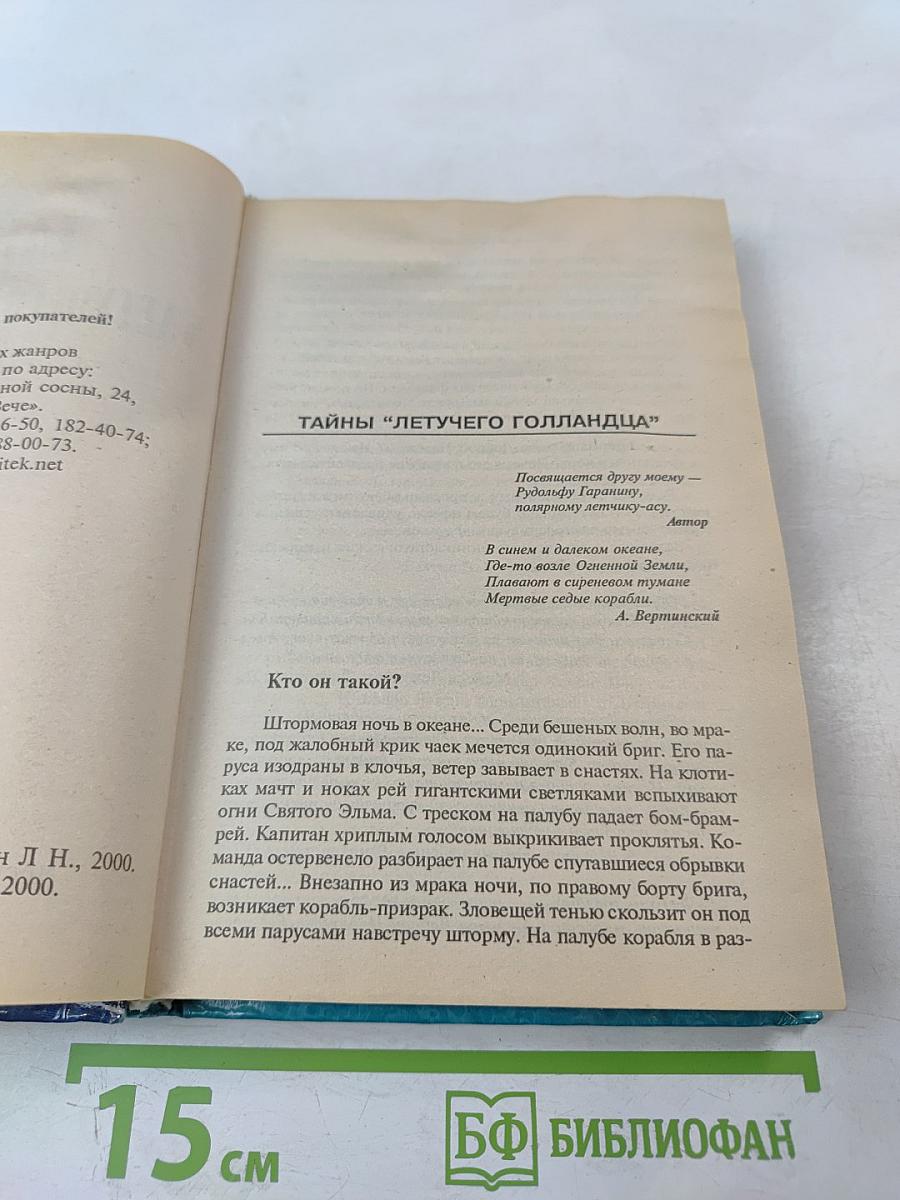 покупателей!
х жанров
по адресу:
ной сосны, 24,
Вече».
6-50, 182-40-74;
88-00-73.
itek.net
н Л Н., 2000.
2000.
ТАЙНЫ “ЛЕТУЧЕГО ГОЛЛАНДЦА”
Посвящается другу моему —
Рудольфу Гаранину,
полярному летчику-асу.
Автор
В синем и далеком океане,
Где-то возле Огненной Земли,
Плавают в сиреневом тумане
Мертвые седые корабли.
А. Вертинский
Кто он такой?
Штормовая ночь в океане... Среди бешеных волн, во мра-
ке, под жалобный крик чаек мечется одинокий бриг. Его па-
руса изодраны в клочья, ветер завывает в снастях. На клоти-
ках мачт и ноках рей гигантскими светляками вспыхивают
огни Святого Эльма. С треском на палубу падает бом-брам-
рей. Капитан хриплым голосом выкрикивает проклятья. Ко-
манда остервенело разбирает на палубе спутавшиеся обрывки
снастей... Внезапно из мрака ночи, по правому борту брига,
возникает корабль-призрак. Зловещей тенью скользит он под
всеми парусами навстречу шторму. На палубе корабля в раз-
15 см
БФ БИБЛИОФАН